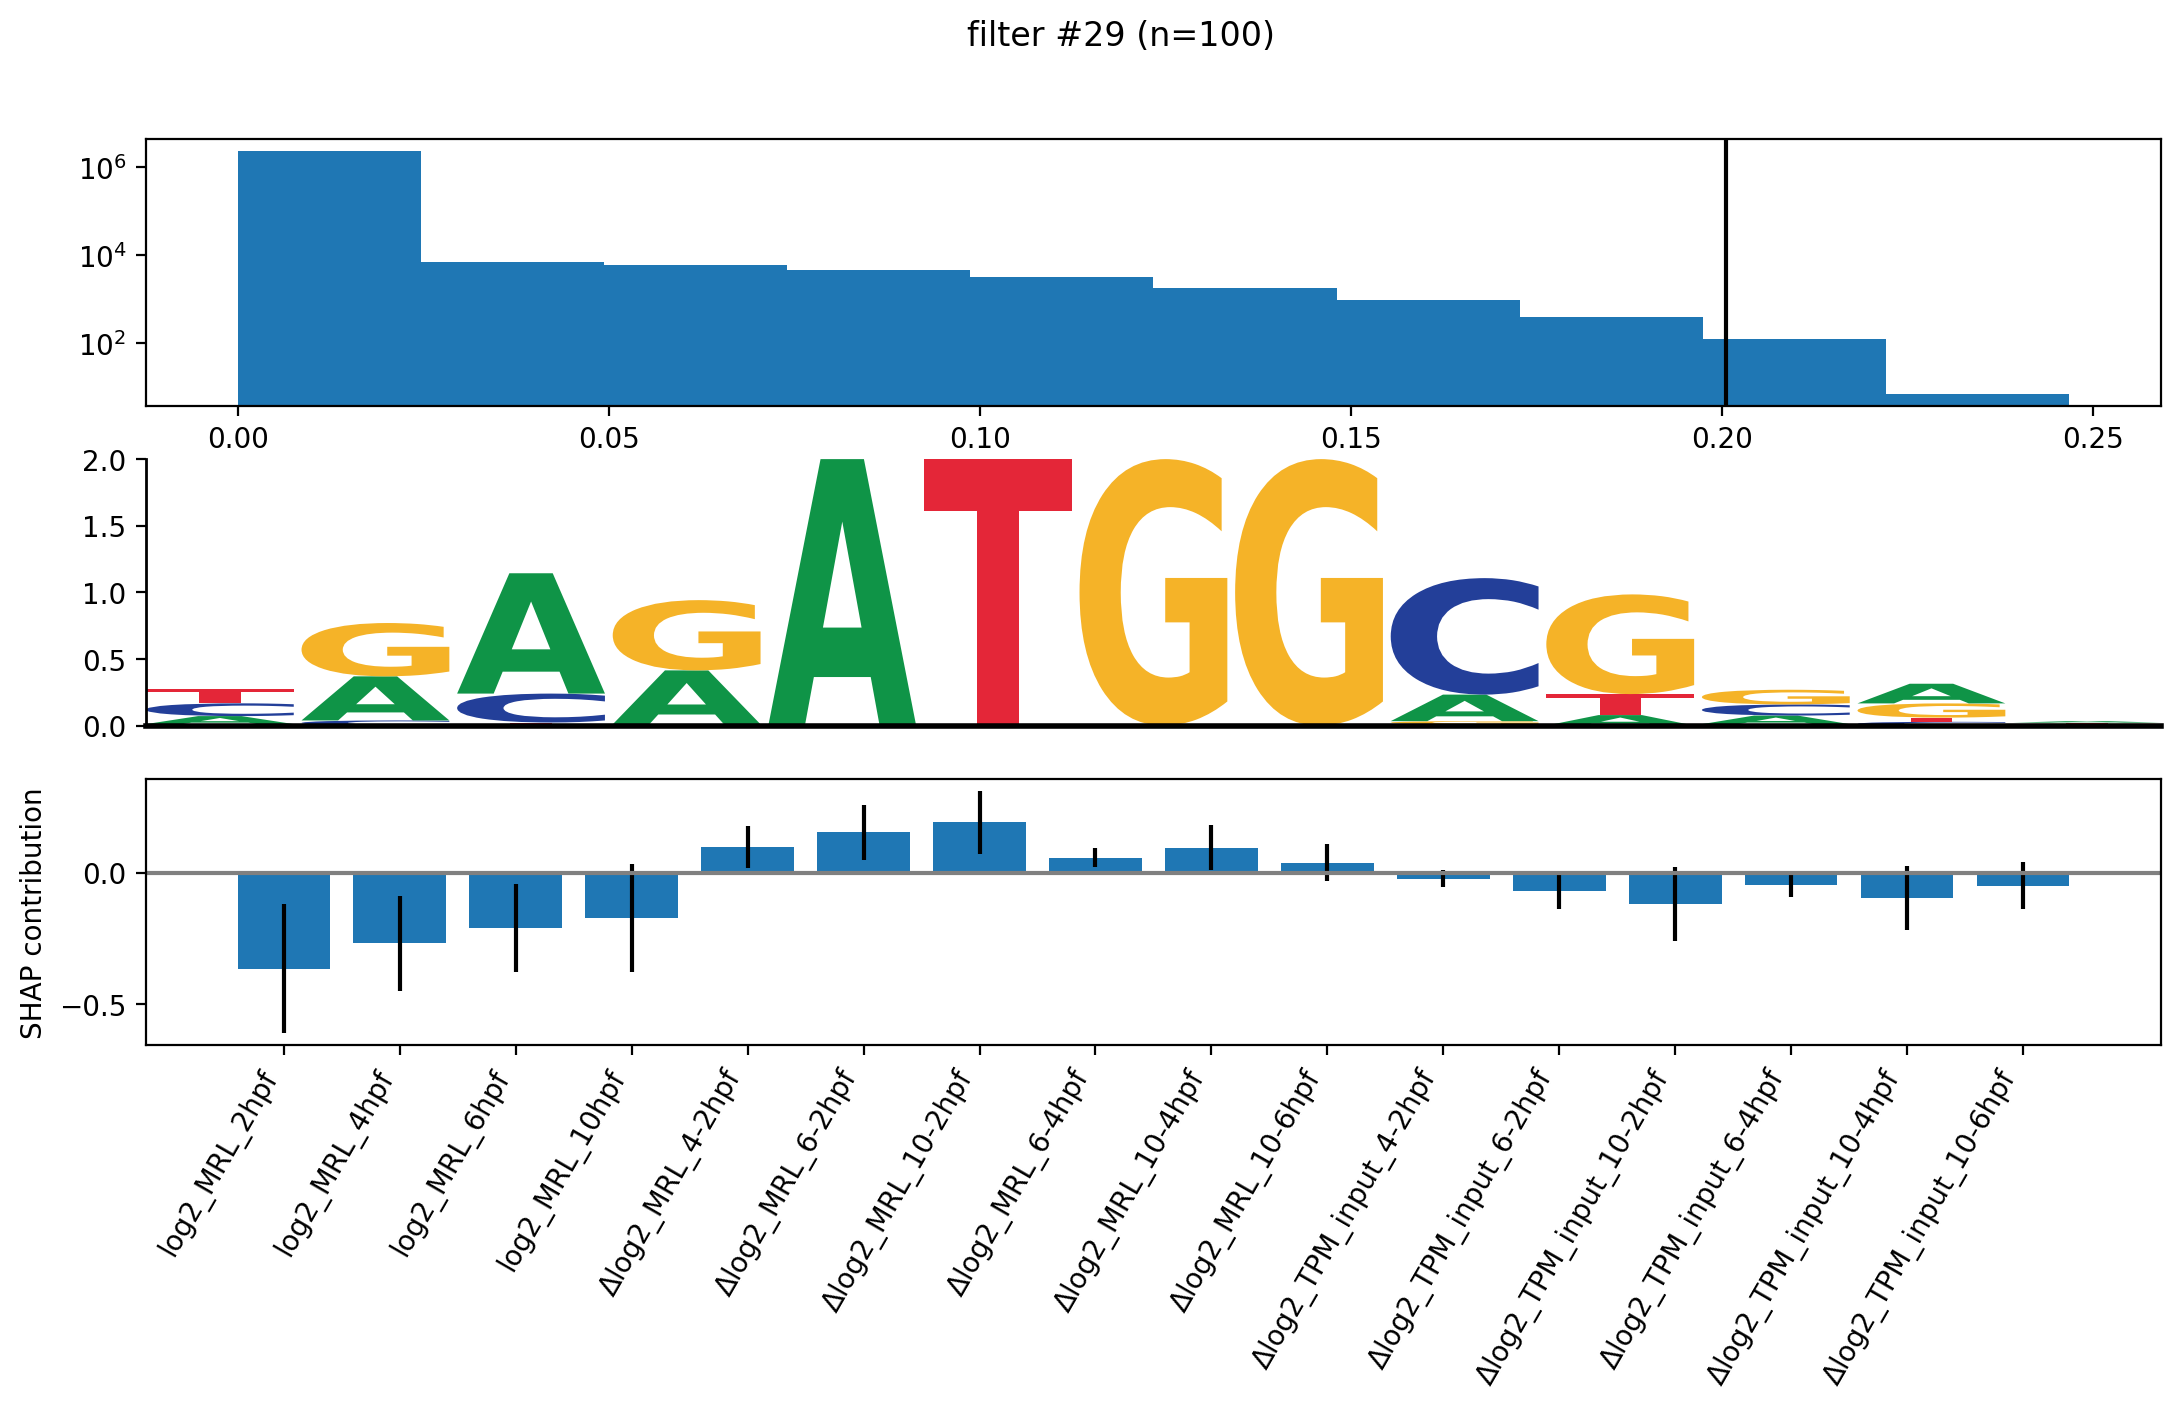 filter #29 (n=100)
10⁶
10⁴
10²
0.00 0.05 0.10 0.15 0.20 0.25
2.0
1.5
1.0
0.5
0.0
T G A G A T G G C G G A
C A C A A T C G
A C A A T
SHAP contribution
0.0
−0.5
log2_MRL_2hpf
log2_MRL_4hpf
log2_MRL_6hpf
log2_MRL_10hpf
Δlog2_MRL_4-2hpf
Δlog2_MRL_6-2hpf
Δlog2_MRL_10-2hpf
Δlog2_MRL_6-4hpf
Δlog2_MRL_10-4hpf
Δlog2_MRL_10-6hpf
Δlog2_TPM_input_4-2hpf
Δlog2_TPM_input_6-2hpf
Δlog2_TPM_input_10-2hpf
Δlog2_TPM_input_6-4hpf
Δlog2_TPM_input_10-4hpf
Δlog2_TPM_input_10-6hpf